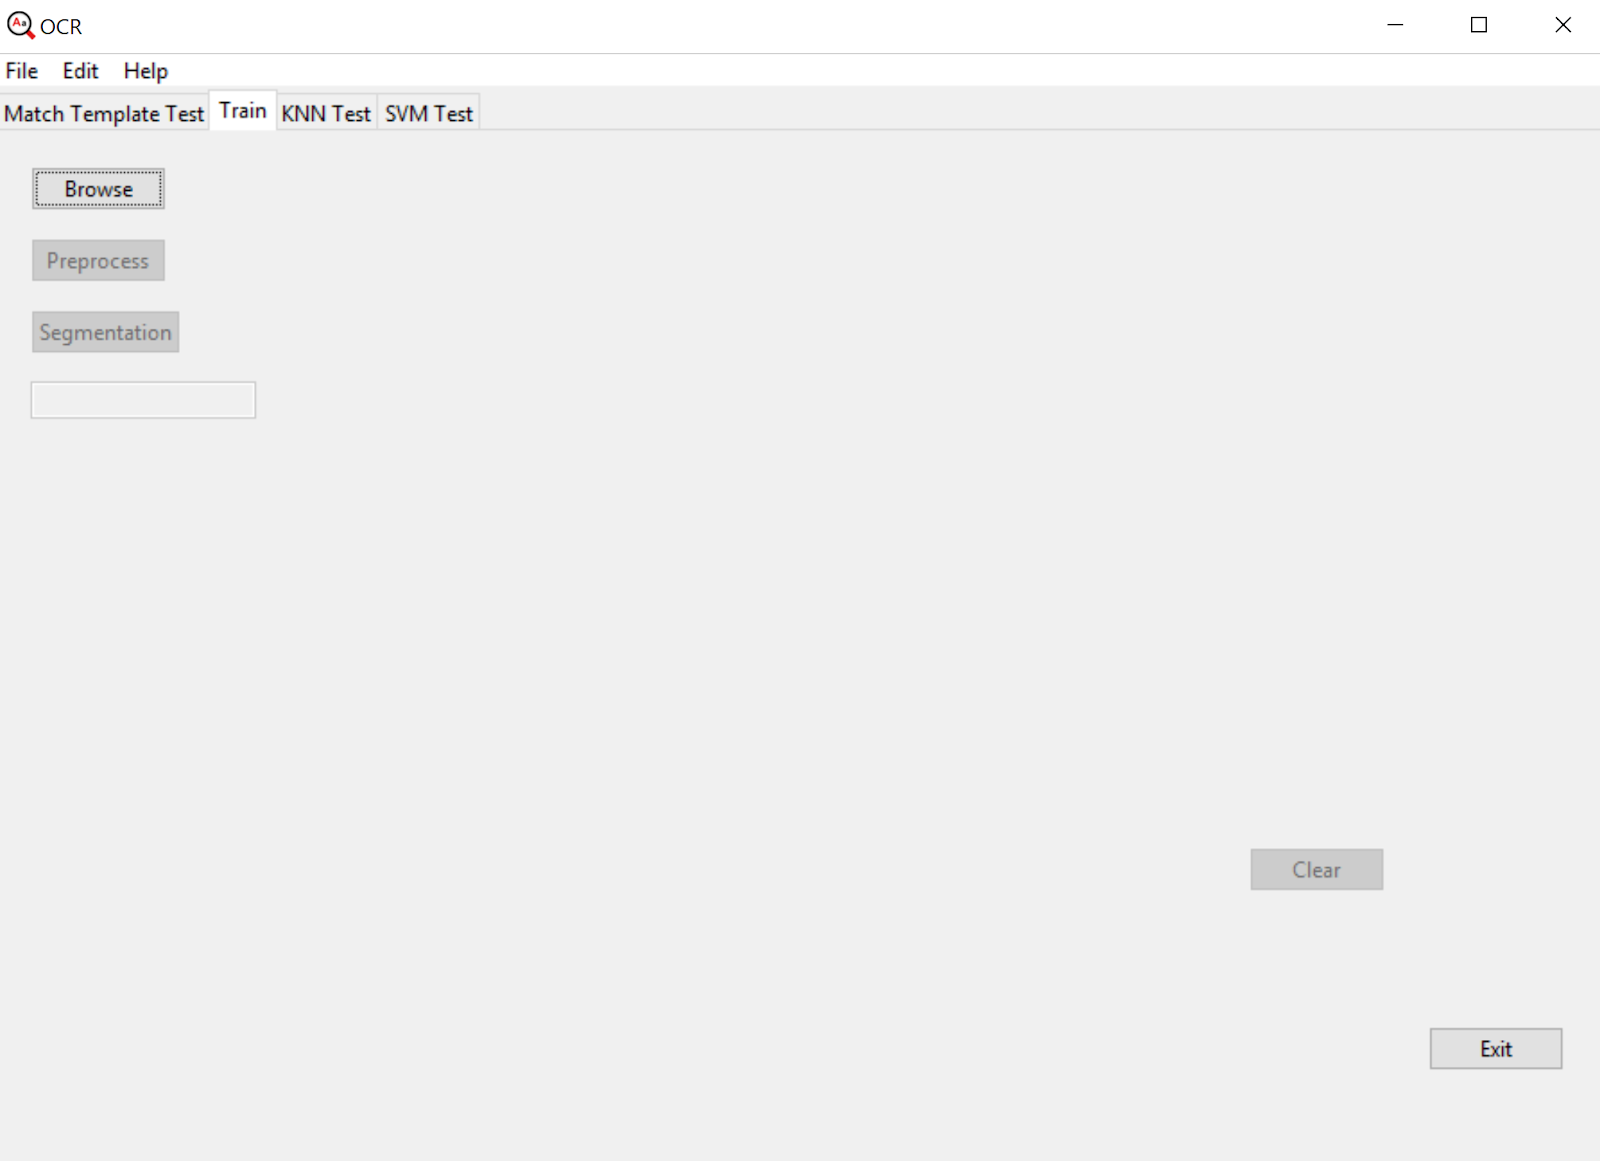 OCR
File Edit Help
Match Template Test Train KNN Test SVM Test
Browse
Preprocess
Segmentation
Clear
Exit